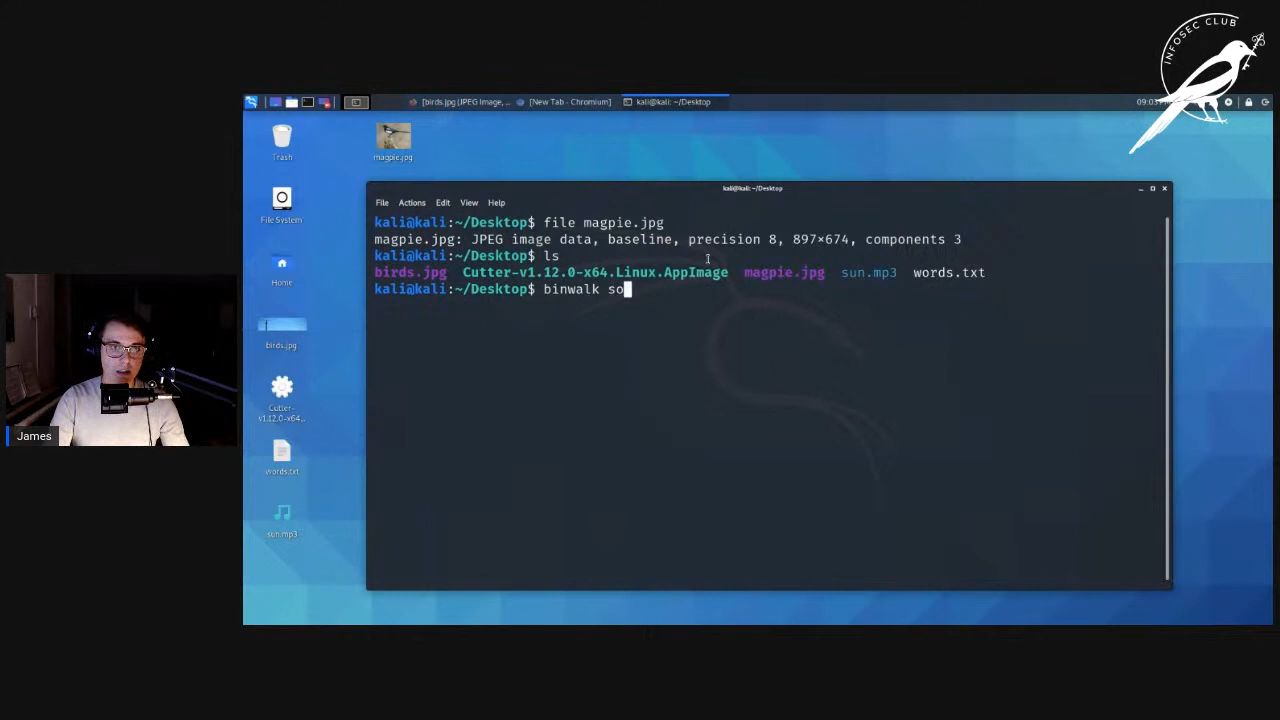 INFOSEC CLUB
[birds.jpg (JPEG Image, ...
[New Tab - Chromium]
kali@kali: ~/Desktop
09:03
Trash
magpie.jpg
File System
Home
birds.jpg
Cutter-
v1.12.0-x64...
words.txt
sun.mp3
kali@kali: ~/Desktop
File Actions Edit View Help
kali@kali:~/Desktop$ file magpie.jpg
magpie.jpg: JPEG image data, baseline, precision 8, 897×674, components 3
kali@kali:~/Desktop$ ls
birds.jpg Cutter-v1.12.0-x64.Linux.AppImage magpie.jpg sun.mp3 words.txt
kali@kali:~/Desktop$ binwalk so
James